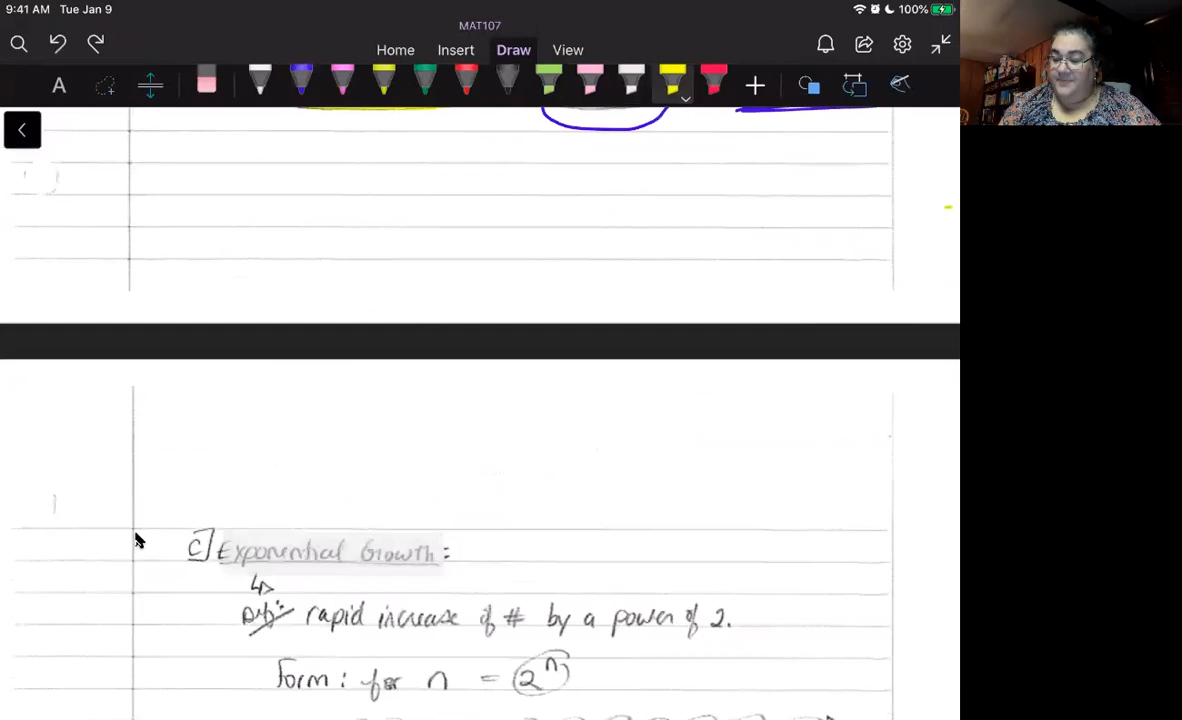 9:41 AM Tue Jan 9
100%
MAT107
Home Insert Draw View
A
C] Exponential Growth:
Def: rapid increase of # by a power of 2.
Form: for n = 2^n